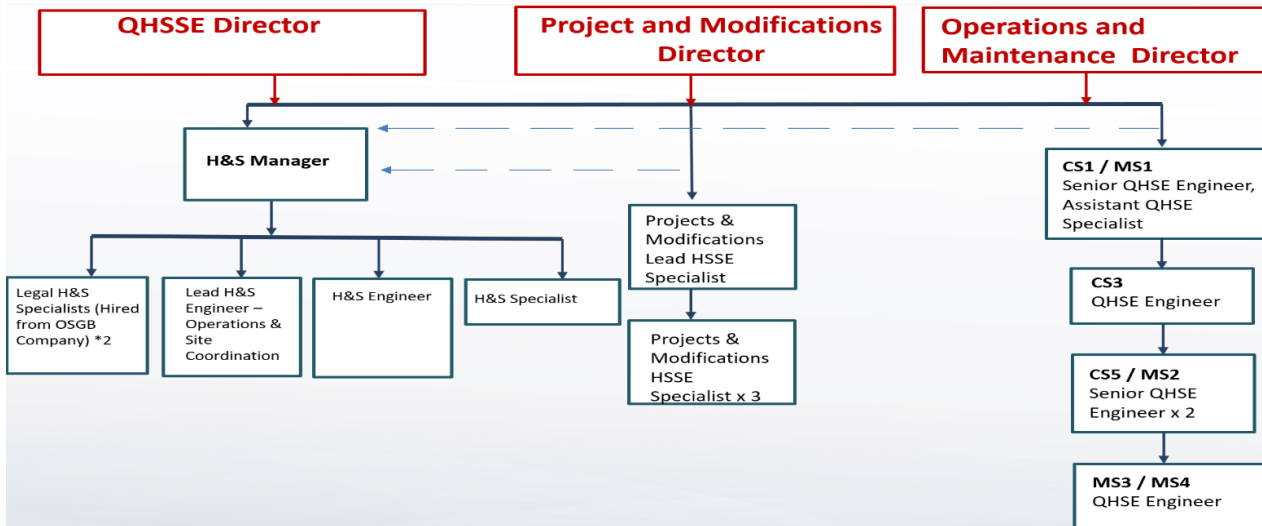 QHSSE Director
Project and Modifications
Director
Operations and
Maintenance Director
H&S Manager
Legal H&S
Specialists (Hired
from OSGB
Company) *2
Lead H&S
Engineer –
Operations &
Site
Coordination
H&S Engineer
H&S Specialist
Projects &
Modifications
Lead HSSE
Specialist
Projects &
Modifications
HSSE
Specialist x 3
CS1 / MS1
Senior QHSE Engineer,
Assistant QHSE
Specialist
CS3
QHSE Engineer
CS5 / MS2
Senior QHSE
Engineer x 2
MS3 / MS4
QHSE Engineer